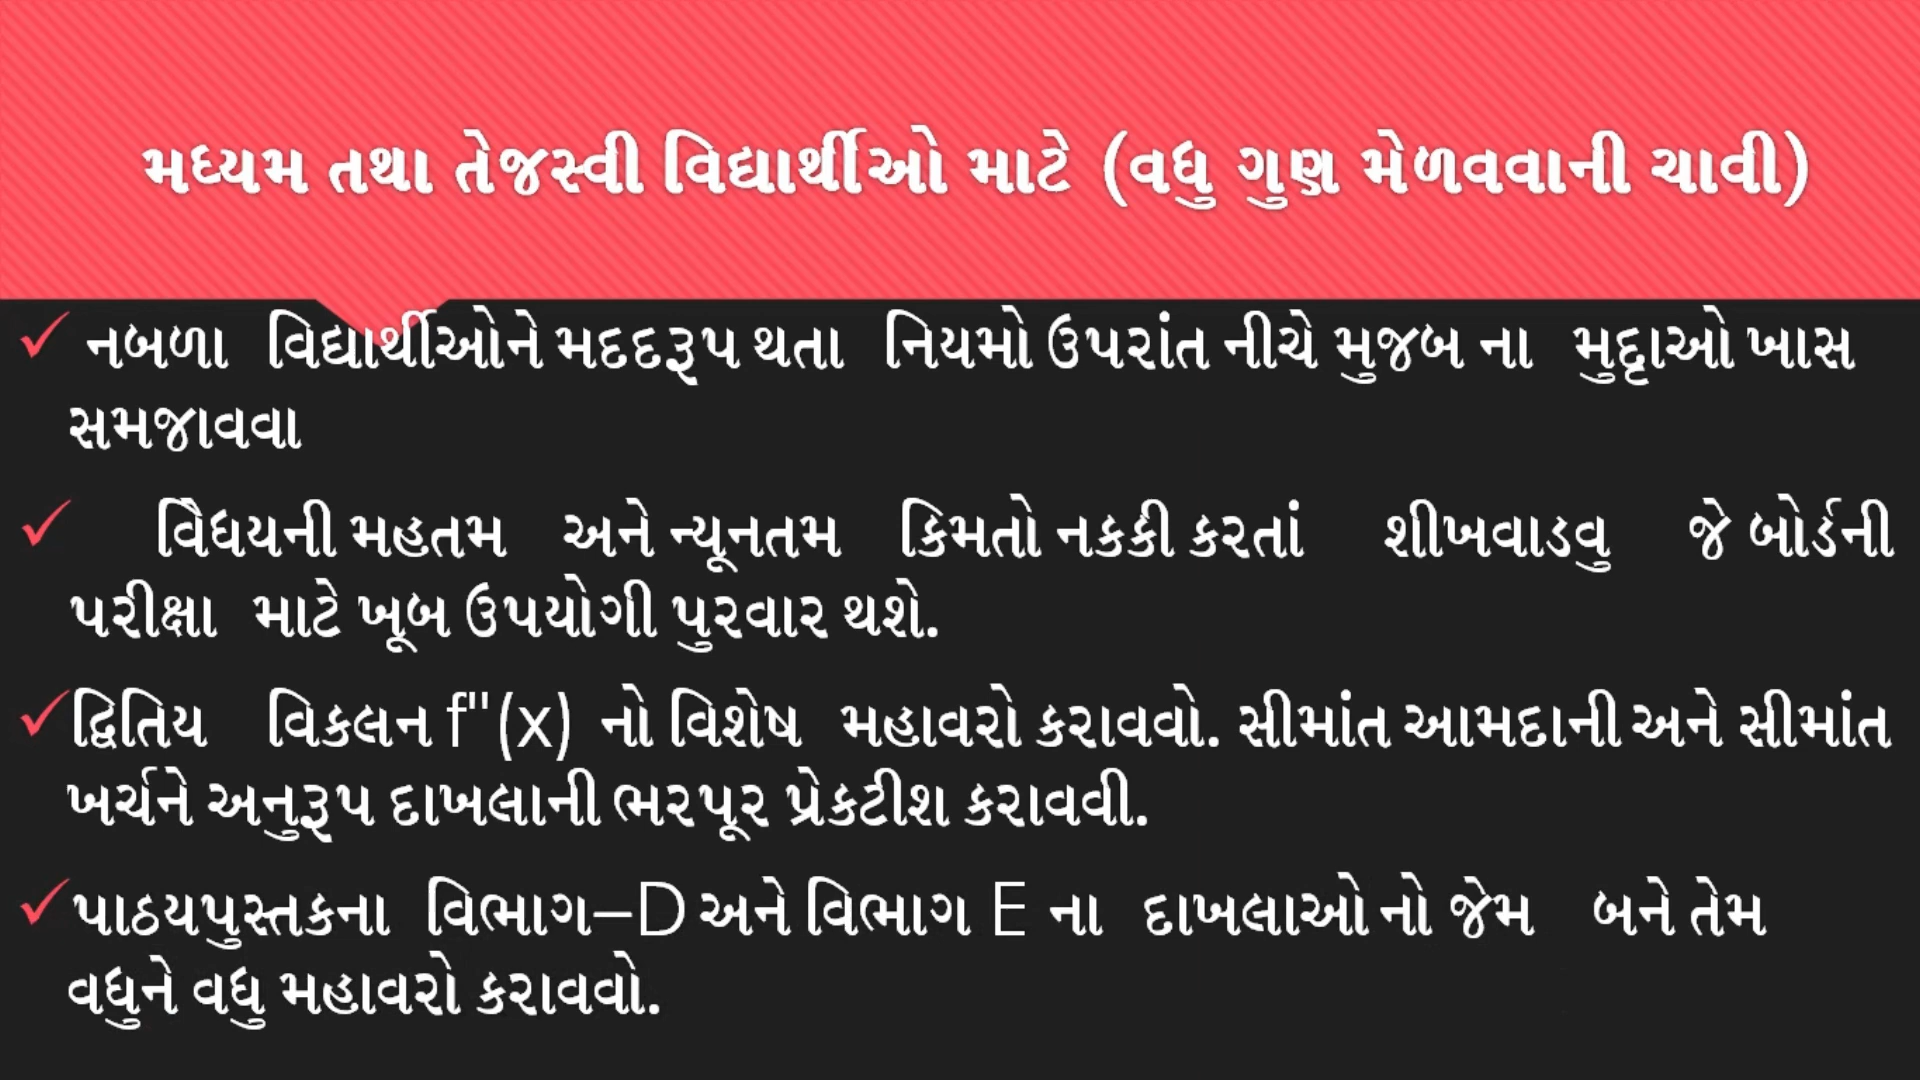 મધ્યમ તથા તેજસ્વી વિદ્યાર્થીઓ માટે (વધુ ગુણ મેળવવાની ચાવી)
નબળા વિદ્યાર્થીઓને મદદરૂપ થતા નિયમો ઉપરાંત નીચે મુજબ ના મુદ્દાઓ ખાસ
સમજાવવા
વિૈધયની મહતમ અને ન્યૂનતમ કિમતો નકકી કરતાં શીખવાડવુ જે બોર્ડની
પરીક્ષા માટે ખૂબ ઉપયોગી પુરવાર થશે.
દ્વિતિય વિકલન f"(x) નો વિશેષ મહાવરો કરાવવો. સીમાંત આમદાની અને સીમાંત
ખર્ચને અનુરૂપ દાખલાની ભરપૂર પ્રેકટીશ કરાવવી.
પાઠયપુસ્તકના વિભાગ–D અને વિભાગ E ના દાખલાઓ નો જેમ બને તેમ
વધુને વધુ મહાવરો કરાવવો.